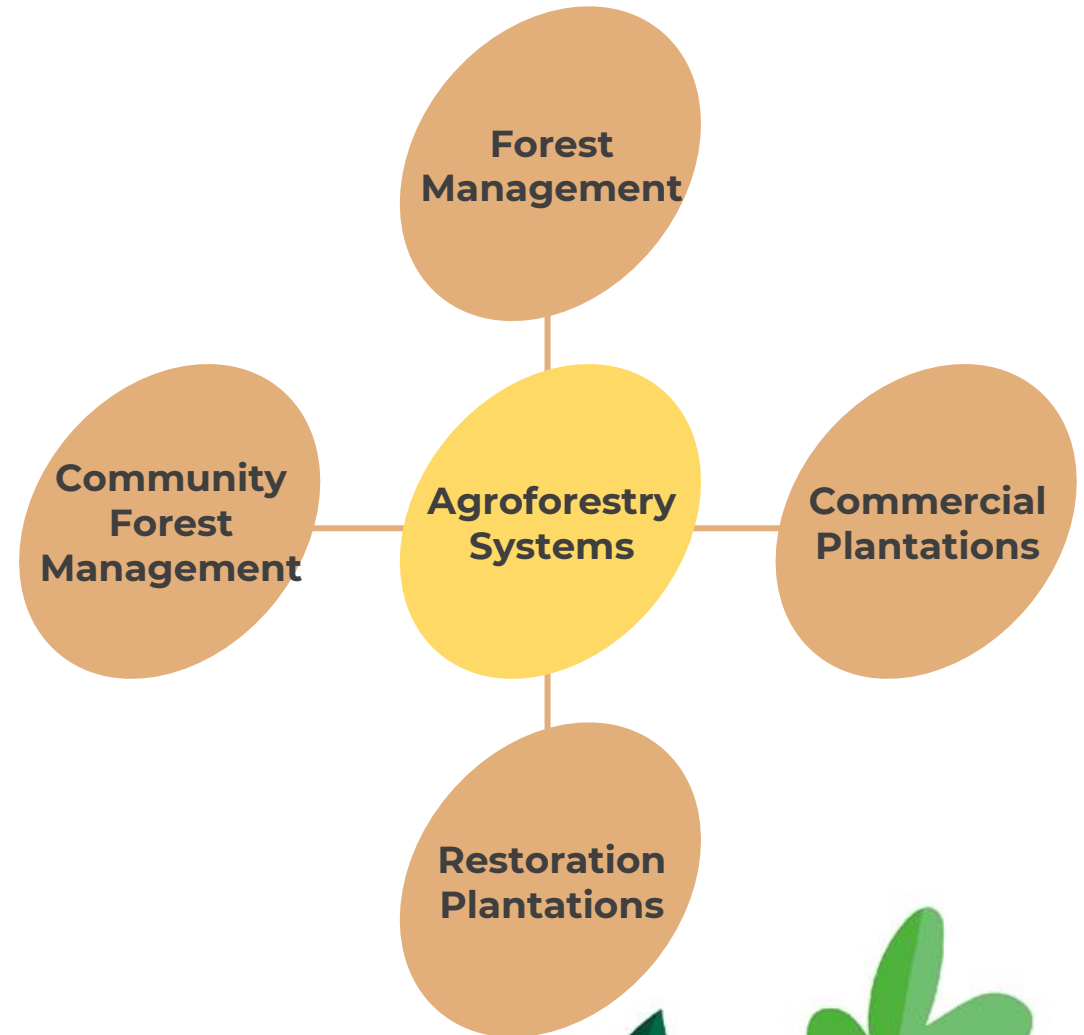 Forest
Management
Community
Forest
Management
Agroforestry
Systems
Commercial
Plantations
Restoration
Plantations